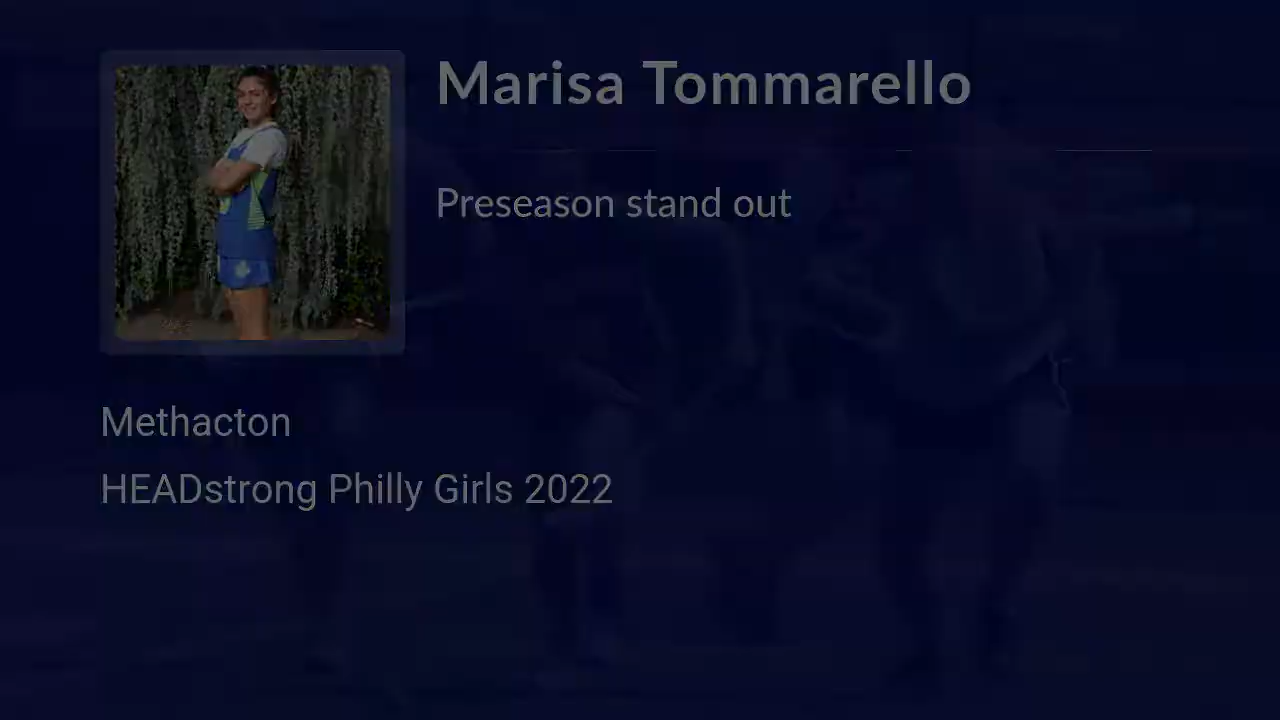 Marisa Tommarello
Preseason stand out
Methacton
HEADstrong Philly Girls 2022